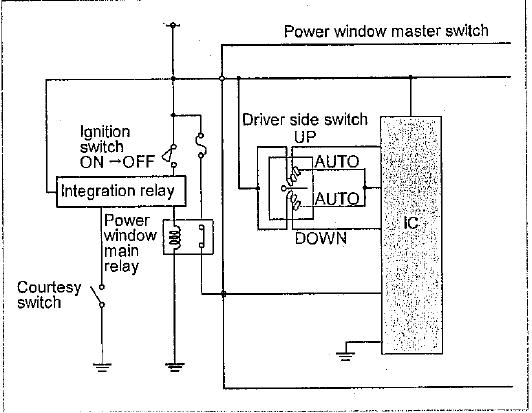 Power window master switch
Ignition
switch
ON →OFF
Driver side switch
UP
AUTO
AUTO
DOWN
Integration relay
IC
Power
window
main
relay
Courtesy
switch